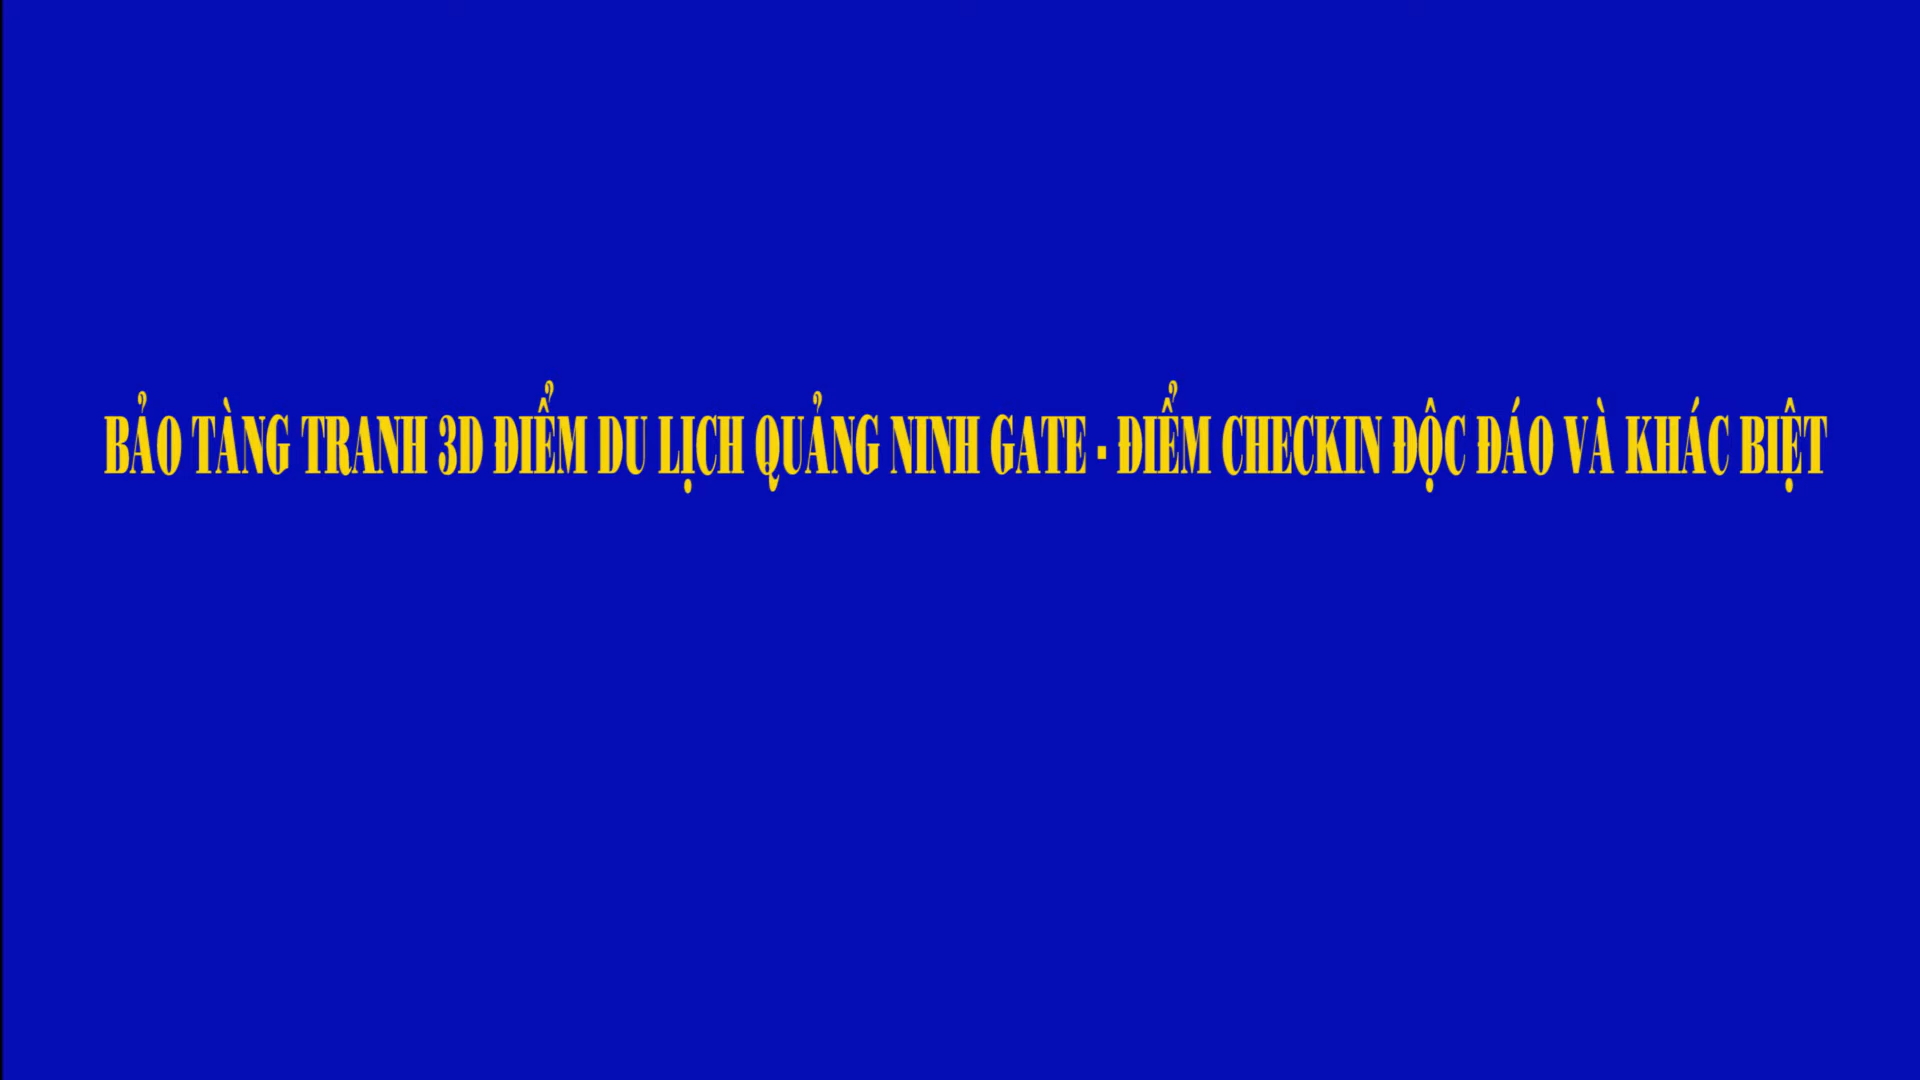 BẢO TÀNG TRANH 3D ĐIỂM DU LỊCH QUẢNG NINH GATE - ĐIỂM CHECKIN ĐỘC ĐÁO VÀ KHÁC BIỆT